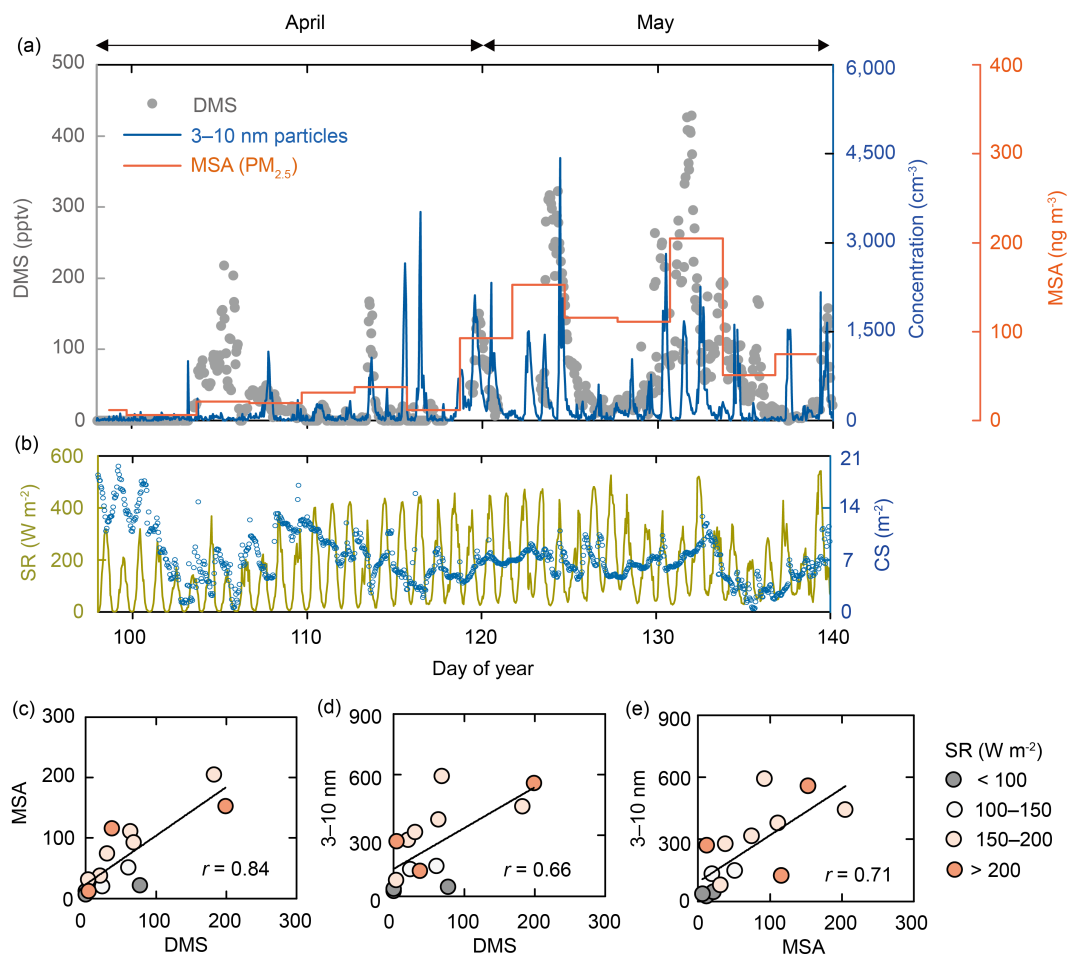 April May
(a)
500 6,000 400
DMS
400
3–10 nm particles
4,500 300
MSA (PM2.5)
300
3,000 200
200
1,500 100
100
0 0 0
DMS (pptv)
Concentration (cm-3)
MSA (ng m-3)
(b)
600 21
400 14
200 7
0 0
SR (W m-2)
CS (m-2)
100 110 120 130 140
Day of year
(c) (d) (e)
300 900 900
200 600 600
100 300 300
0 0 0
MSA
3–10 nm
3–10 nm
r = 0.84 r = 0.66 r = 0.71
0 100 200 300 0 100 200 300 0 100 200 300
DMS DMS MSA
SR (W m-2)
< 100
100–150
150–200
> 200